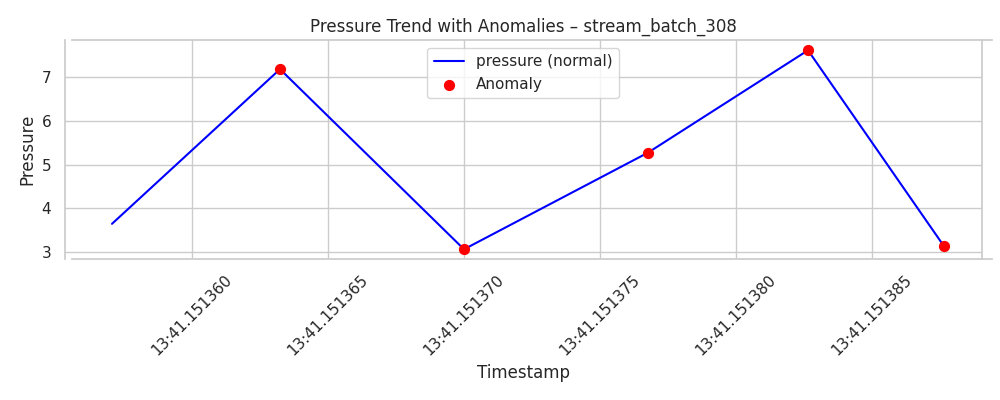 Pressure Trend with Anomalies – stream_batch_308
pressure (normal)
Anomaly
Pressure
7
6
5
4
3
13:41.151360
13:41.151365
13:41.151370
13:41.151375
13:41.151380
13:41.151385
Timestamp